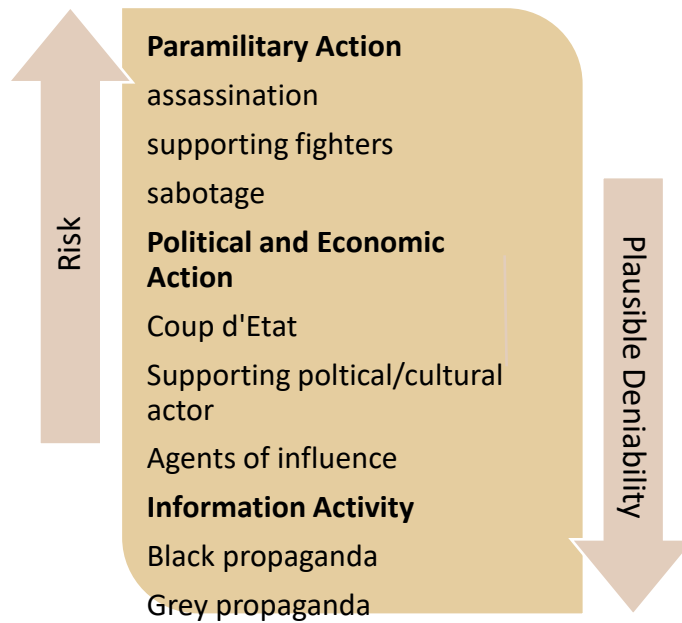 Paramilitary Action
assassination
supporting fighters
sabotage
Political and Economic
Action
Coup d'Etat
Supporting poltical/cultural
actor
Agents of influence
Information Activity
Black propaganda
Grey propaganda
Risk
Plausible Deniability